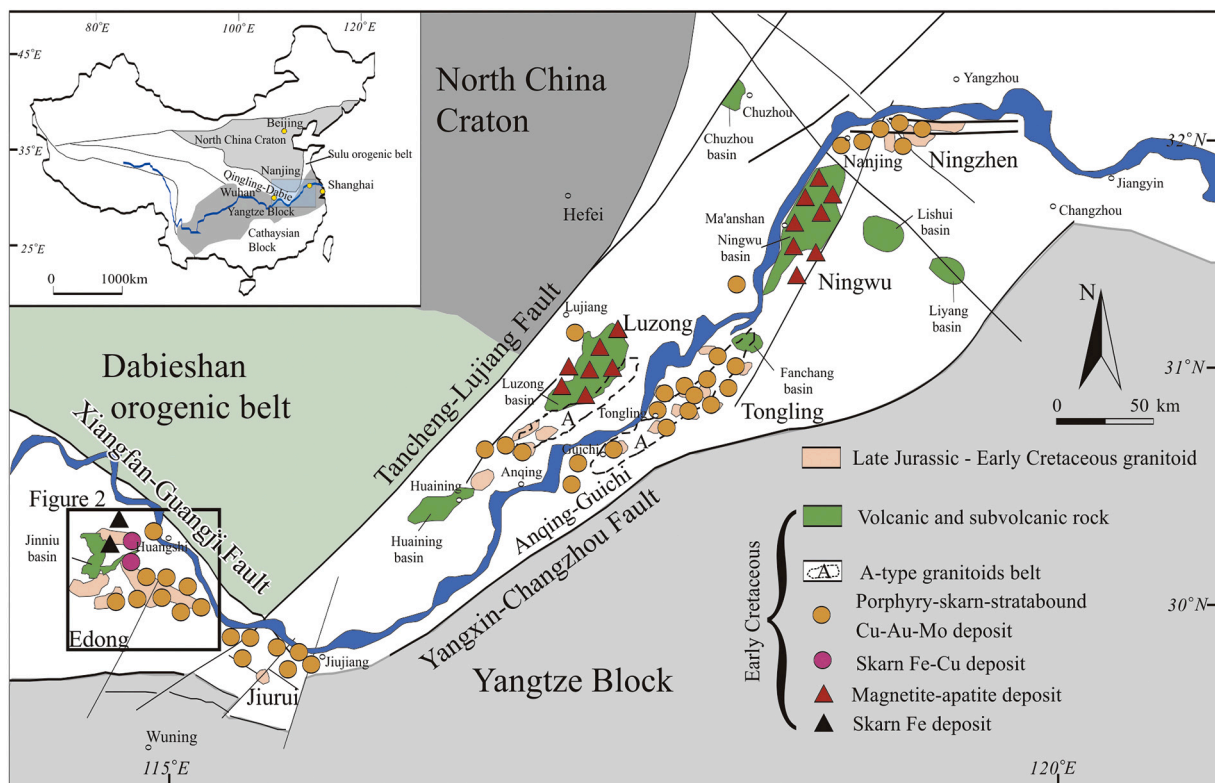 80°E
100°E
120°E
45°E
35°E
25°E
Beijing
North China Craton
Sulu orogenic belt
Nanjing
Qingling-Dabie
Shanghai
Wuhan
Yangtze Block
Cathaysian
Block
0
1000km
North China
Craton
Yangzhou
Chuzhou
Chuzhou
basin
32°N
Nanjing
Ningzhen
Jiangyin
Changzhou
Hefei
Ma'anshan
Ningwu
basin
Lishui
basin
Ningwu
Liyang
basin
N
Lujiang
Luzong
Fanchang
basin
31°N
Dabieshan
orogenic belt
Tancheng-Lujiang Fault
Luzong
basin
A
Tongling
Tongling
0
50 km
Guichi
A
Anqing
Anqing-Guichi
Xiangfan-Guangji Fault
Huaining
Huaining
basin
Yangxin-Changzhou Fault
Figure 2
Jinniu
basin
Huangshi
Edong
Jiujiang
Jiurui
Yangtze Block
Wuning
115°E
120°E
30°N
Late Jurassic - Early Cretaceous granitoid
Early Cretaceous
Volcanic and subvolcanic rock
A
A-type granitoids belt
Porphyry-skarn-stratabound
Cu-Au-Mo deposit
Skarn Fe-Cu deposit
Magnetite-apatite deposit
Skarn Fe deposit